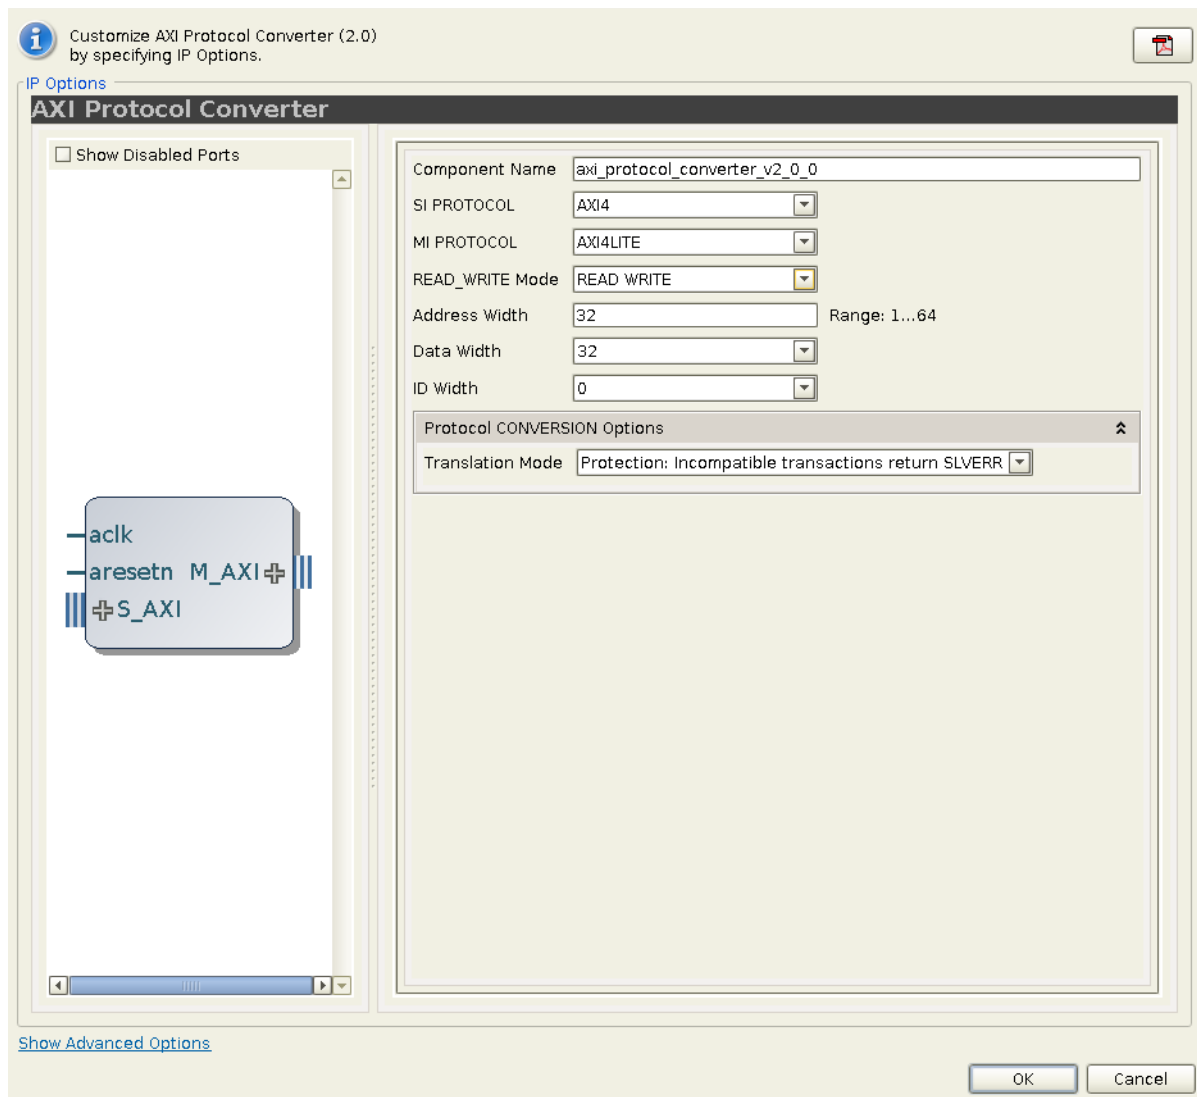 Customize AXI Protocol Converter (2.0)
by specifying IP Options.
IP Options
AXI Protocol Converter
Show Disabled Ports
aclk
aresetn M_AXI
S_AXI
Component Name axi_protocol_converter_v2_0_0
SI PROTOCOL AXI4
MI PROTOCOL AXI4LITE
READ_WRITE Mode READ WRITE
Address Width 32 Range: 1...64
Data Width 32
ID Width 0
Protocol CONVERSION Options
Translation Mode Protection: Incompatible transactions return SLVERR
Show Advanced Options
OK Cancel